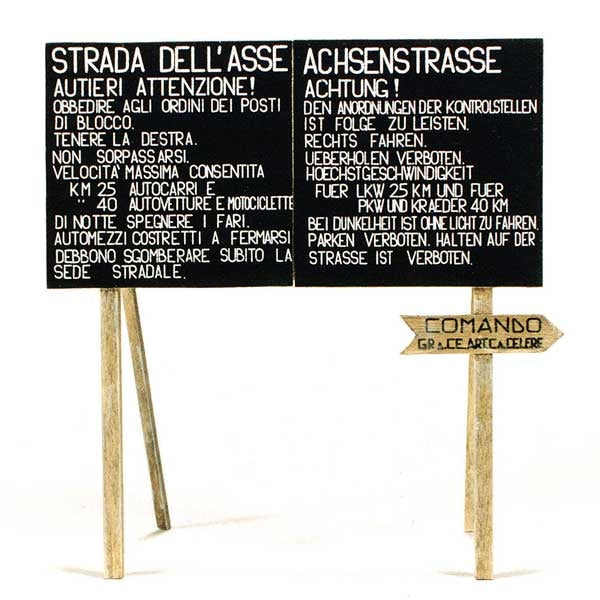 STRADA DELL'ASSE
AUTIERI ATTENZIONE!
OBBEDIRE AGLI ORDINI DEI POSTI
DI BLOCCO.
TENERE LA DESTRA.
NON SORPASSARSI.
VELOCITA' MASSIMA CONSENTITA
KM 25 AUTOCARRI E
" 40 AUTOVETTURE E MOTOCICLETTE
DI NOTTE SPEGNERE I FARI.
AUTOMEZZI COSTRETTI A FERMARSI
DEBBONO SGOMBERARE SUBITO LA
SEDE STRADALE.
ACHSENSTRASSE
ACHTUNG!
DEN ANORDNUNGEN DER KONTROLSTELLEN
IST FOLGE ZU LEISTEN.
RECHTS FAHREN.
UEBERHOLEN VERBOTEN.
HOECHSTGESCHWINDIGKEIT
FUER LKW 25 KM UND FUER
PKW UND KRAEDER 40 KM
BEI DUNKELHEIT IST OHNE LICHT ZU FAHREN.
PARKEN VERBOTEN. HALTEN AUF DER
STRASSE IST VERBOTEN.
COMANDO